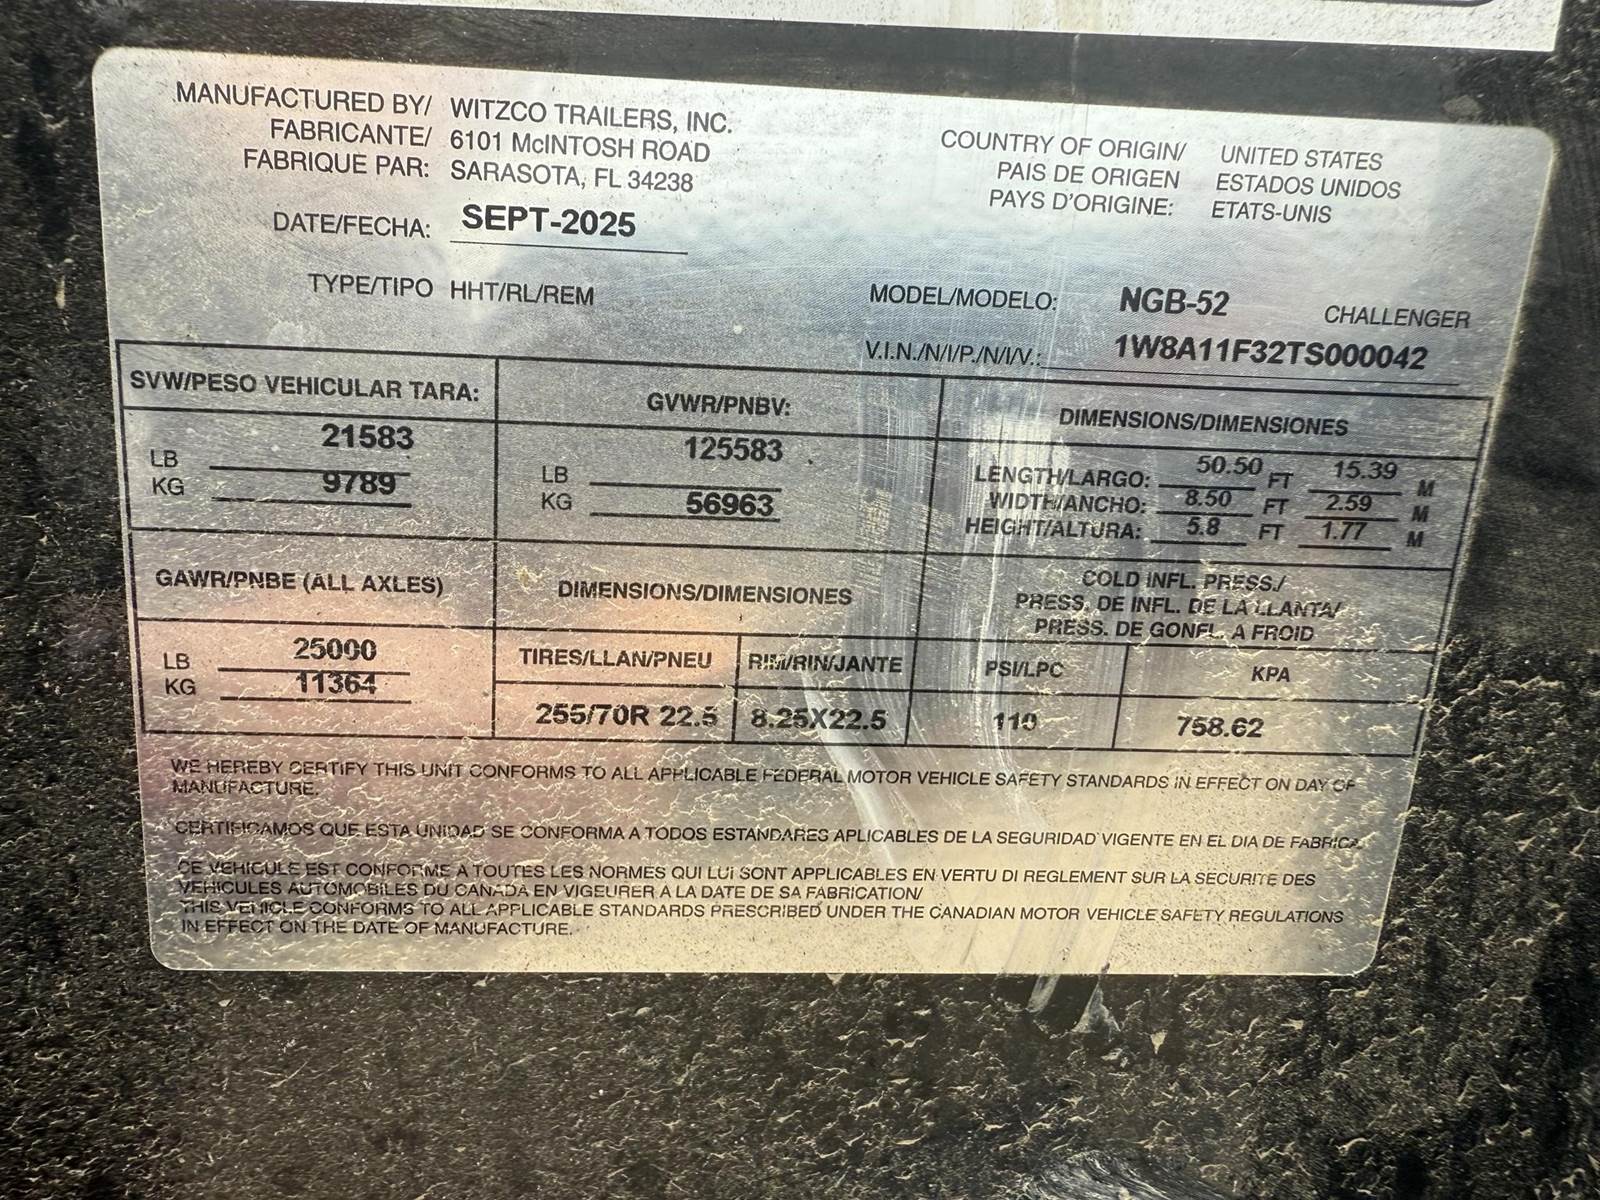 MANUFACTURED BY/ WITZCO TRAILERS, INC.
FABRICANTE/ 6101 McINTOSH ROAD
FABRIQUE PAR: SARASOTA, FL 34238
COUNTRY OF ORIGIN/ UNITED STATES
PAIS DE ORIGEN ESTADOS UNIDOS
PAYS D'ORIGINE: ETATS-UNIS
DATE/FECHA: SEPT-2025
TYPE/TIPO HHT/RL/REM
MODEL/MODELO: NGB-52 CHALLENGER
V.I.N./N/I/P./N/I/V.: 1W8A11F32TS000042
SVW/PESO VEHICULAR TARA:
LB 21583
KG 9789
GVWR/PNBV:
LB 125583
KG 56963
DIMENSIONS/DIMENSIONES
LENGTH/LARGO: 50.50 FT 15.39 M
WIDTH/ANCHO: 8.50 FT 2.59 M
HEIGHT/ALTURA: 5.8 FT 1.77 M
GAWR/PNBE (ALL AXLES)
LB 25000
KG 11364
DIMENSIONS/DIMENSIONES
TIRES/LLAN/PNEU RIM/RIN/JANTE
255/70R 22.5 8.25X22.5
COLD INFL. PRESS./
PRESS. DE INFL. DE LA LLANTA/
PRESS. DE GONFL. A FROID
PSI/LPC KPA
110 758.62
WE HEREBY CERTIFY THIS UNIT CONFORMS TO ALL APPLICABLE FEDERAL MOTOR VEHICLE SAFETY STANDARDS IN EFFECT ON DAY OF
MANUFACTURE.
CERTIFICAMOS QUE ESTA UNIDAD SE CONFORMA A TODOS ESTANDARES APLICABLES DE LA SEGURIDAD VIGENTE EN EL DIA DE FABRICA
CE VEHICULE EST CONFORME A TOUTES LES NORMES QUI LUI SONT APPLICABLES EN VERTU DI REGLEMENT SUR LA SECURITE DES
VEHICULES AUTOMOBILES DU CANADA EN VIGEURER A LA DATE DE SA FABRICATION/
THIS VEHICLE CONFORMS TO ALL APPLICABLE STANDARDS PRESCRIBED UNDER THE CANADIAN MOTOR VEHICLE SAFETY REGULATIONS
IN EFFECT ON THE DATE OF MANUFACTURE.